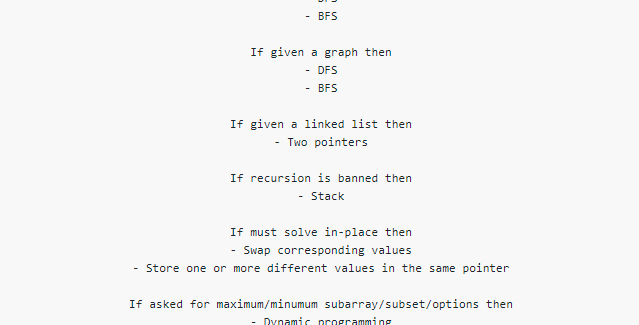 - DFS
- BFS
If given a graph then
- DFS
- BFS
If given a linked list then
- Two pointers
If recursion is banned then
- Stack
If must solve in-place then
- Swap corresponding values
- Store one or more different values in the same pointer
If asked for maximum/minumum subarray/subset/options then
- Dynamic programming